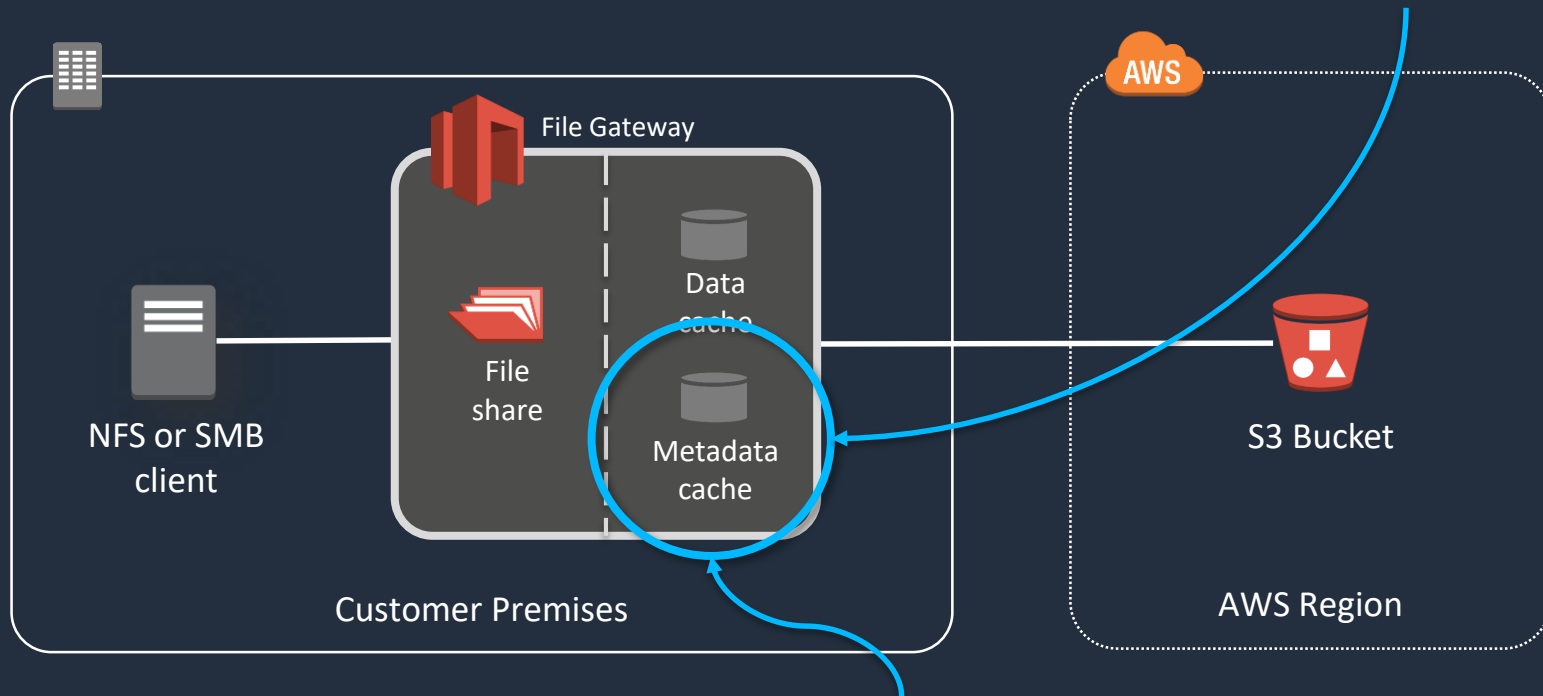 AWS
File Gateway
Data
cache
File
share
Metadata
cache
NFS or SMB
client
S3 Bucket
Customer Premises
AWS Region